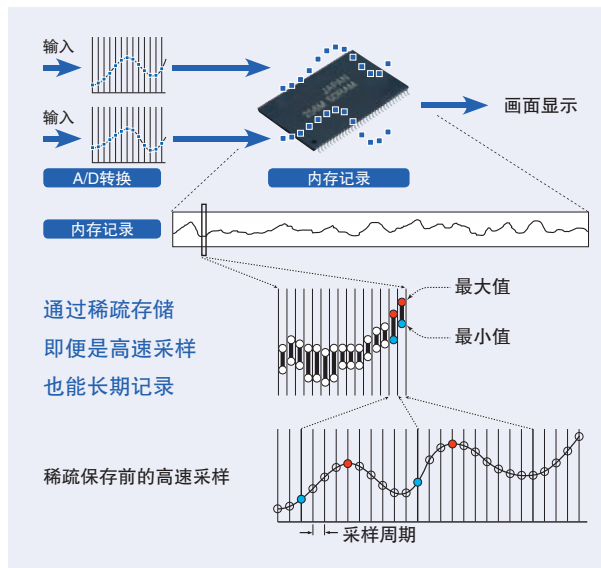 输入
输入
A/D转换
JAPAN
256M SDRAM
内存记录
画面显示
内存记录
最大值
最小值
通过稀疏存储
即便是高速采样
也能长期记录
稀疏保存前的高速采样
采样周期